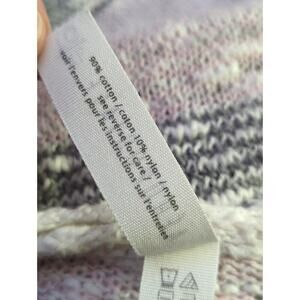 90% cotton / coton 10% nylon / nylon
see reverse for care /
voir l'envers pour les instructions sur l'entretien